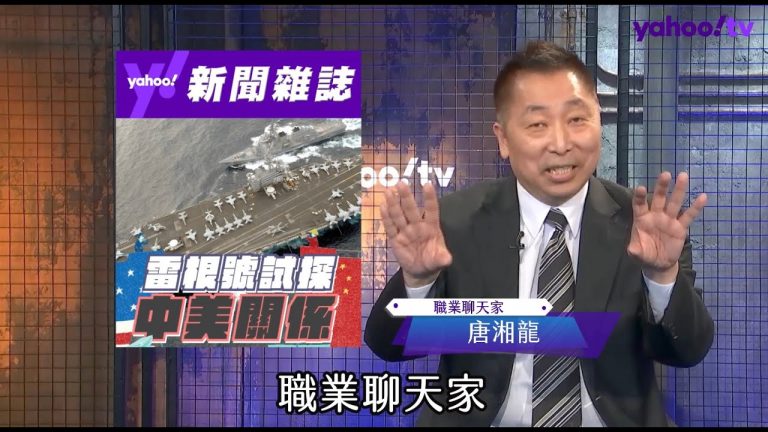 yahoo!tv
yahoo!
新聞雜誌
oo!tv
雷根號試探
中美關係
職業聊天家
唐湘龍
職業聊天家